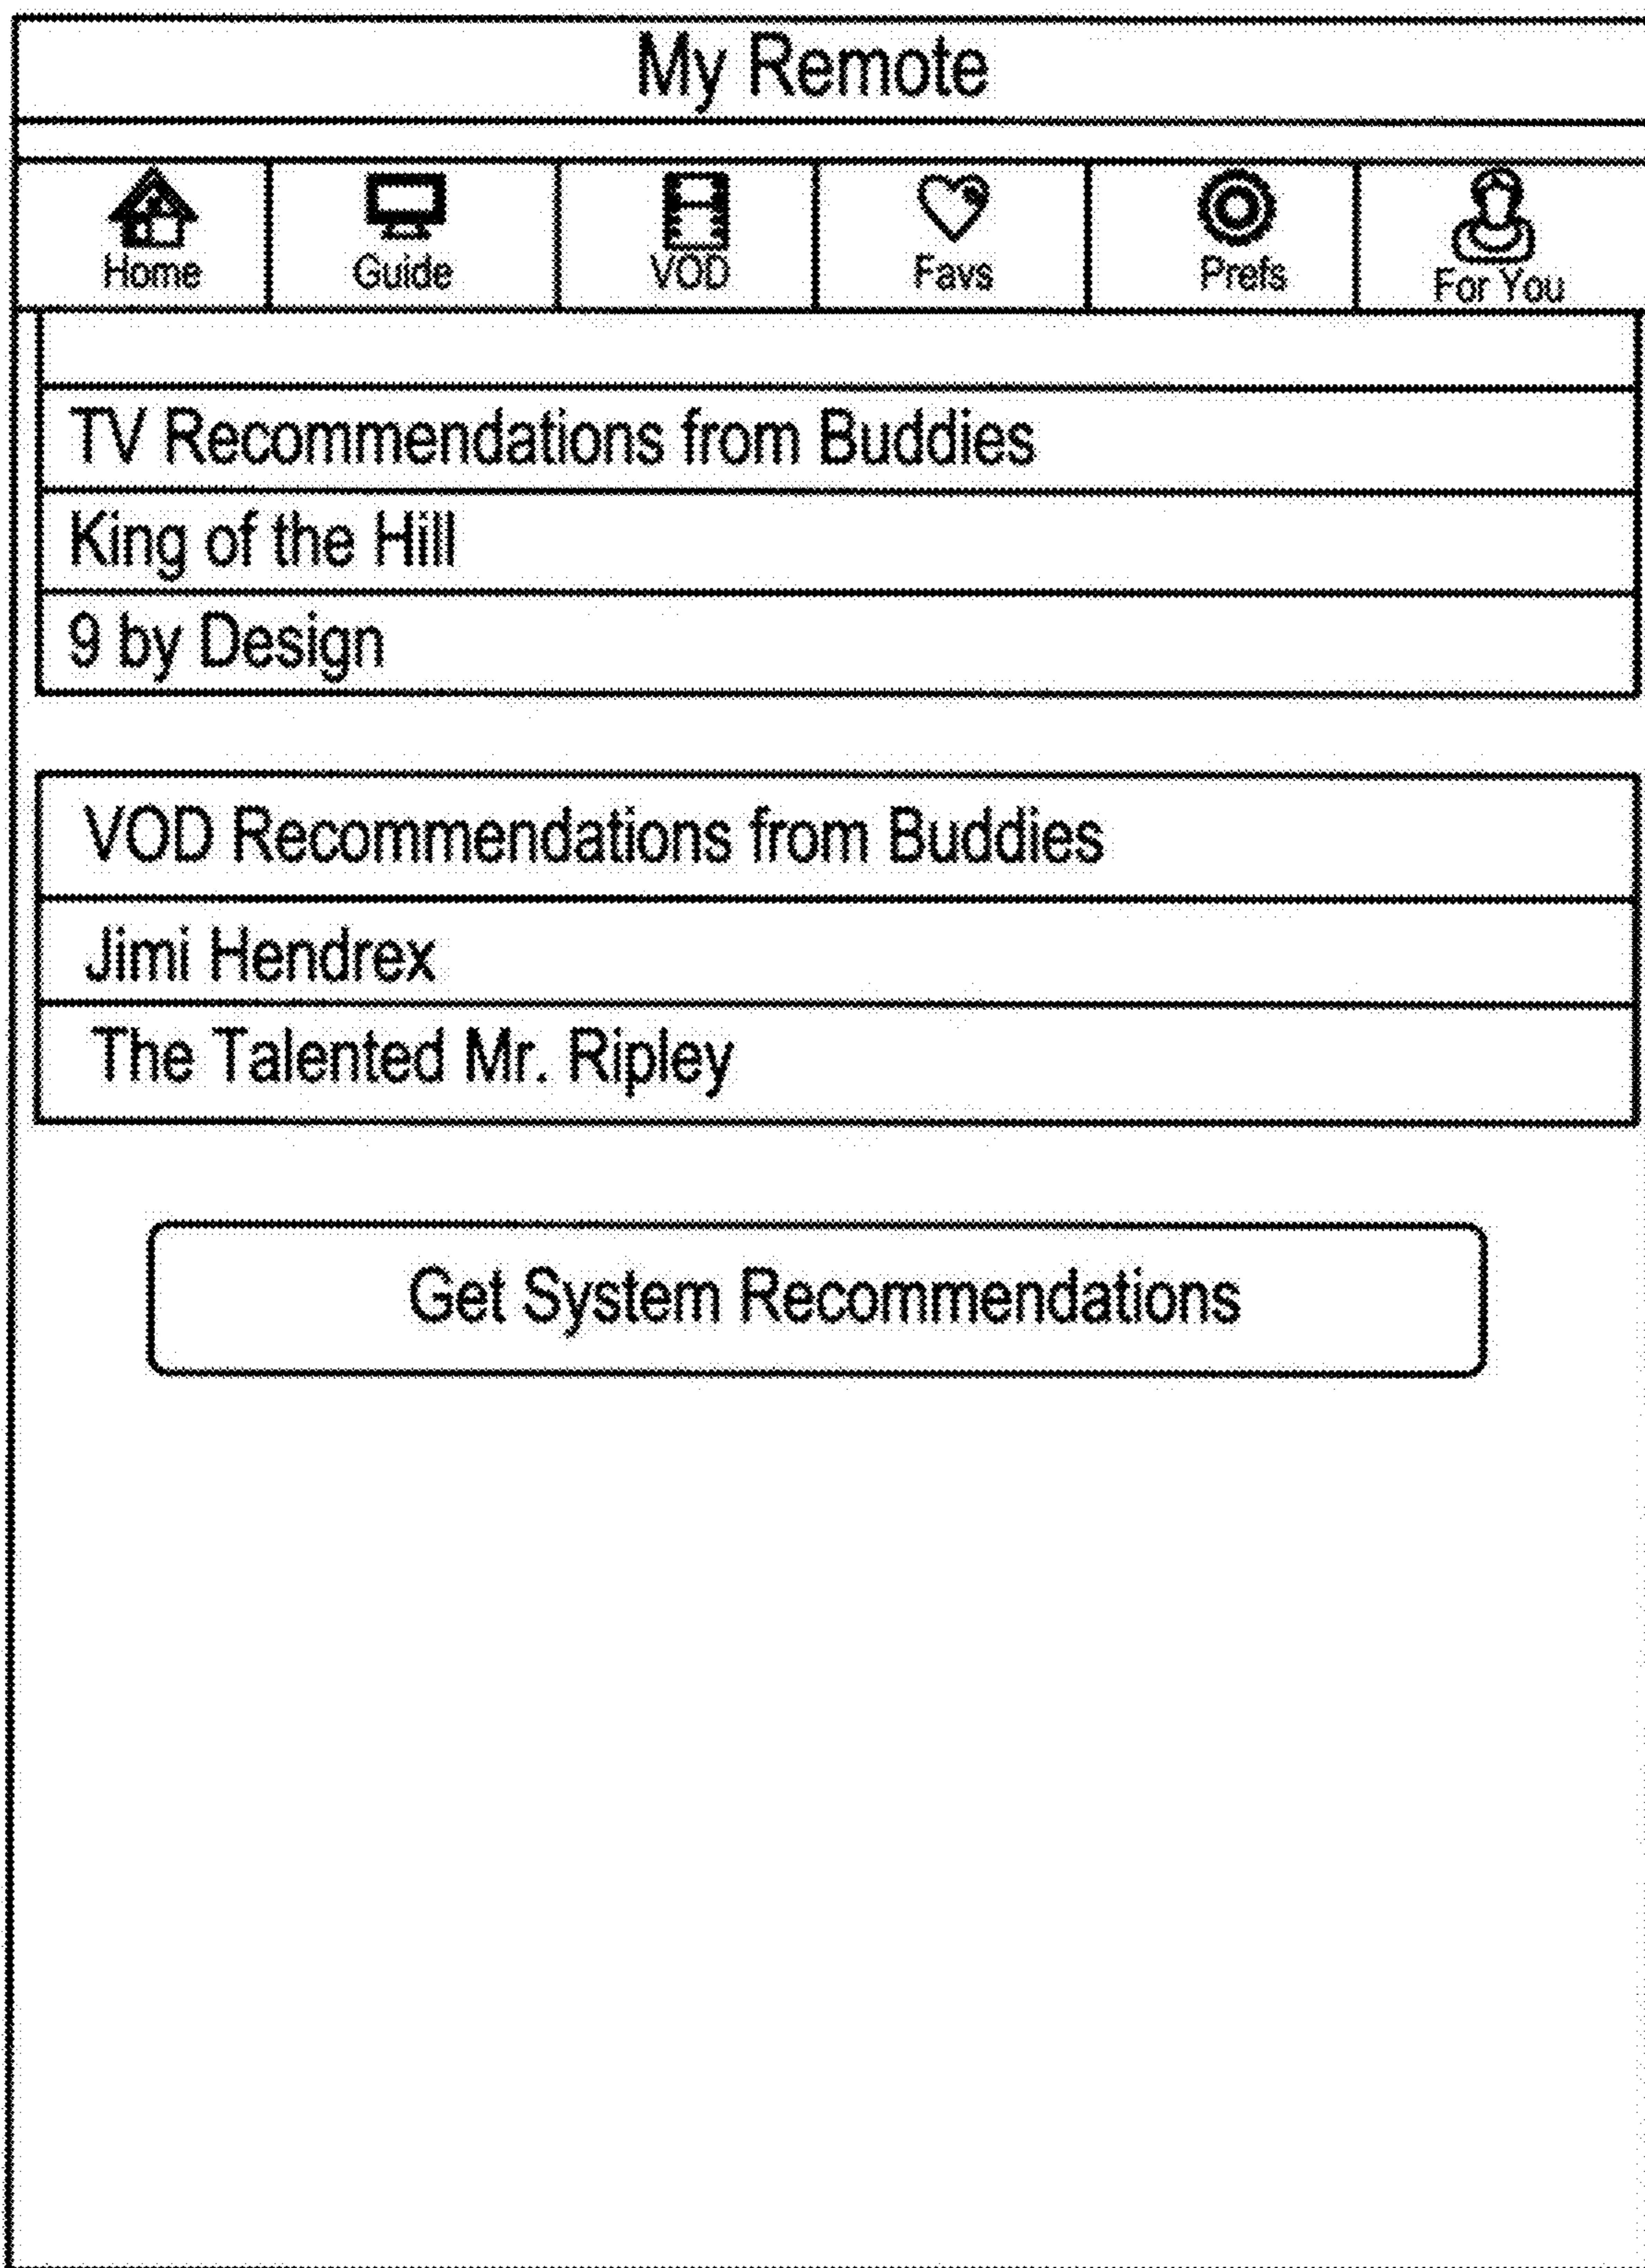 My Remote
Home Guide VOD Favs Prefs For You
TV Recommendations from Buddies
King of the Hill
9 by Design
VOD Recommendations from Buddies
Jimi Hendrex
The Talented Mr. Ripley
Get System Recommendations